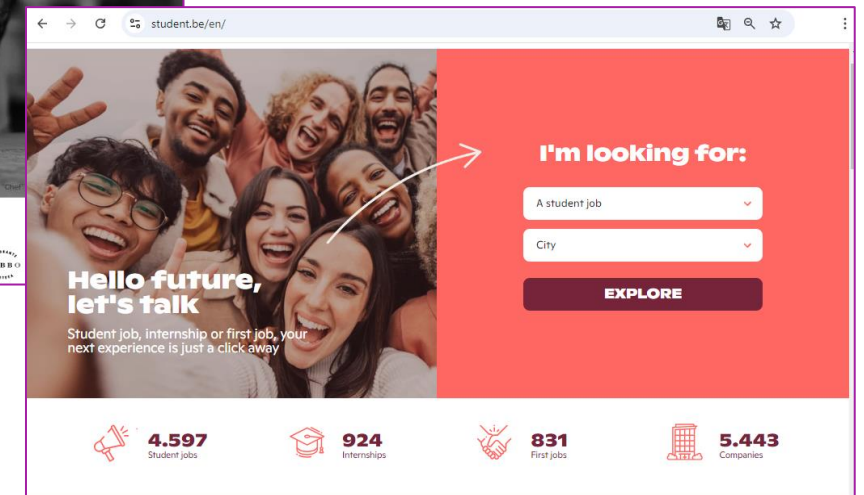 student.be/en/
Chef
BBO
I'm looking for:
A student job
City
EXPLORE
Hello future,
let's talk
Student job, internship or first job, your
next experience is just a click away
4.597
Student jobs
924
Internships
831
First jobs
5.443
Companies